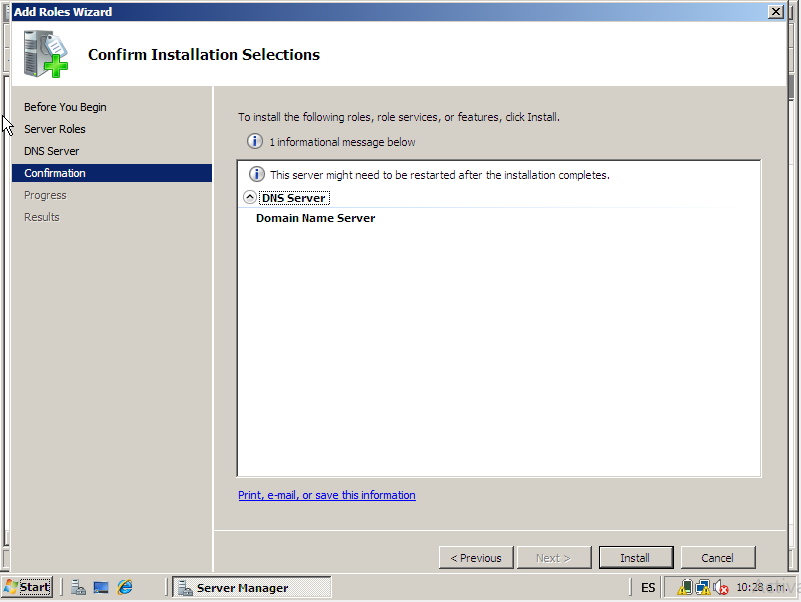 Add Roles Wizard
Confirm Installation Selections
Before You Begin
Server Roles
DNS Server
Confirmation
Progress
Results
To install the following roles, role services, or features, click Install.
1 informational message below
This server might need to be restarted after the installation completes.
DNS Server
Domain Name Server
Print, e-mail, or save this information
< Previous
Next >
Install
Cancel
Start
Server Manager
ES
10:28 a.m.